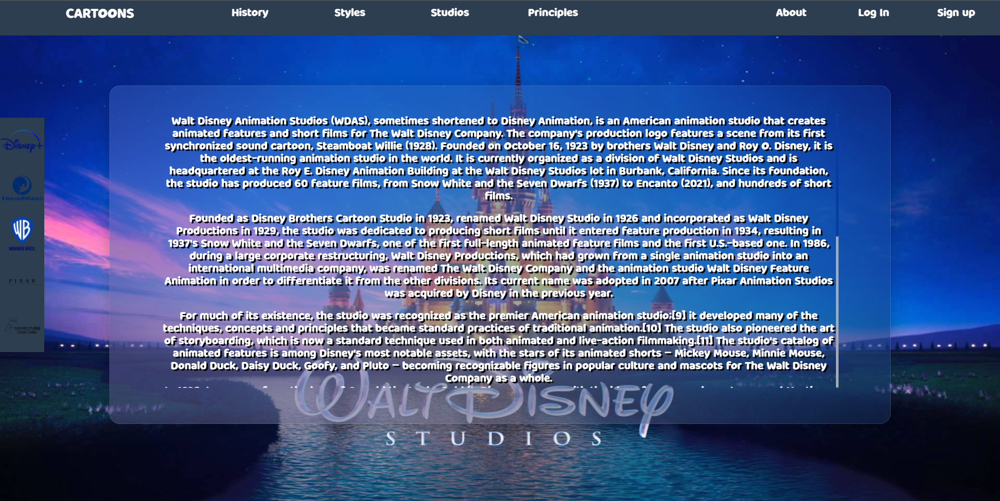 CARTOONS History Styles Studios Principles About Log In Sign up
Walt Disney Animation Studios (WDAS), sometimes shortened to Disney Animation, is an American animation studio that creates
animated features and short films for The Walt Disney Company. The company's production logo features a scene from its first
synchronized sound cartoon, Steamboat Willie (1928). Founded on October 16, 1923 by brothers Walt Disney and Roy O. Disney, it is
the oldest-running animation studio in the world. It is currently organized as a division of Walt Disney Studios and is
headquartered at the Roy E. Disney Animation Building at the Walt Disney Studios lot in Burbank, California. Since its foundation,
the studio has produced 60 feature films, from Snow White and the Seven Dwarfs (1937) to Encanto (2021), and hundreds of short
films.
Founded as Disney Brothers Cartoon Studio in 1923, renamed Walt Disney Studio in 1926 and incorporated as Walt Disney
Productions in 1929, the studio was dedicated to producing short films until it entered feature production in 1934, resulting in
1937's Snow White and the Seven Dwarfs, one of the first full-length animated feature films and the first U.S.-based one. In 1986,
during a large corporate restructuring, Walt Disney Productions, which had grown from a single animation studio into an
international multimedia company, was renamed The Walt Disney Company and the animation studio Walt Disney Feature
Animation in order to differentiate it from the other divisions. Its current name was adopted in 2007 after Pixar Animation Studios
was acquired by Disney in the previous year.
For much of its existence, the studio was recognized as the premier American animation studio;[9] it developed many of the
techniques, concepts and principles that became standard practices of traditional animation.[10] The studio also pioneered the art
of storyboarding, which is now a standard technique used in both animated and live-action filmmaking.[11] The studio's catalog of
animated features is among Disney's most notable assets, with the stars of its animated shorts – Mickey Mouse, Minnie Mouse,
Donald Duck, Daisy Duck, Goofy, and Pluto – becoming recognizable figures in popular culture and mascots for The Walt Disney
Company as a whole.
Disney+
DREAMWORKS
WB
WARNER BROS.
PIXAR
スタジオジブリ作品
STUDIO GHIBLI
WALT DISNEY
STUDIOS